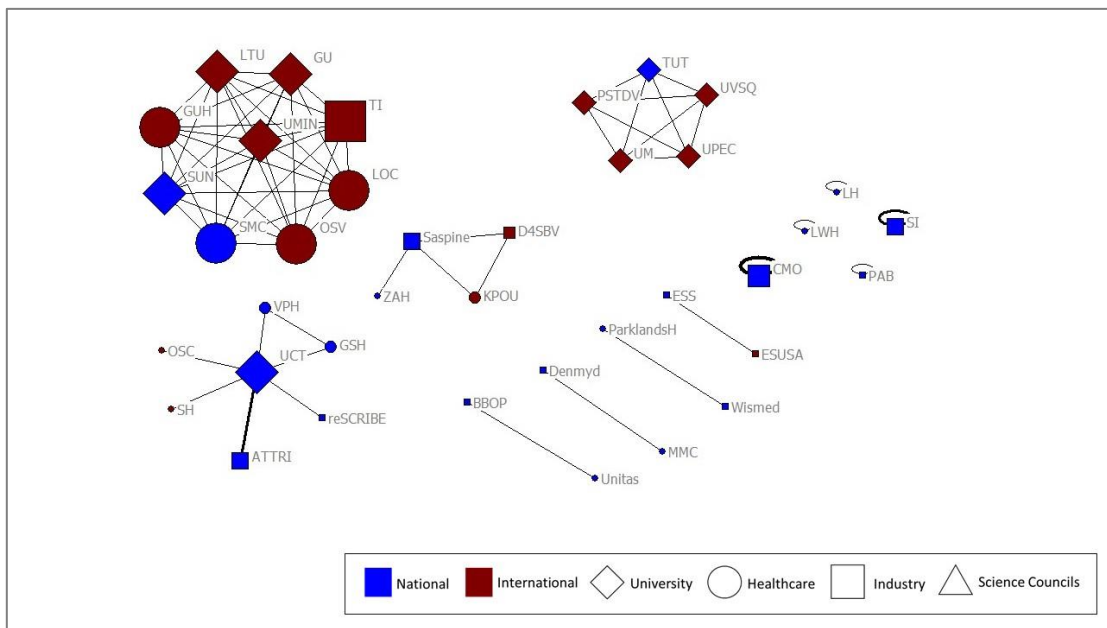 LTU
GU
GUH
TI
UMIN
SUN
LOC
SMC
OSV
TUT
PSTDV
UVSQ
UM
UPEC
LH
LWH
SI
CMO
PAB
Saspine
D4SBV
ZAH
KPOU
ESS
ParklandsH
ESUSA
VPH
OSC
UCT
GSH
SH
reSCRIBE
ATTRI
Denmyd
BBOP
Wismed
MMC
Unitas
National
International
University
Healthcare
Industry
Science Councils